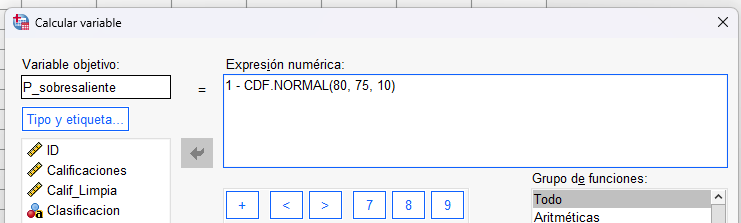 Calcular variable
Variable objetivo:
Expresión numérica:
P_sobresaliente
=
1 - CDF.NORMAL(80, 75, 10)
Tipo y etiqueta...
ID
Calificaciones
Calif_Limpia
Clasificacion
Grupo de funciones:
Todo
Aritméticas
+ < > 7 8 9